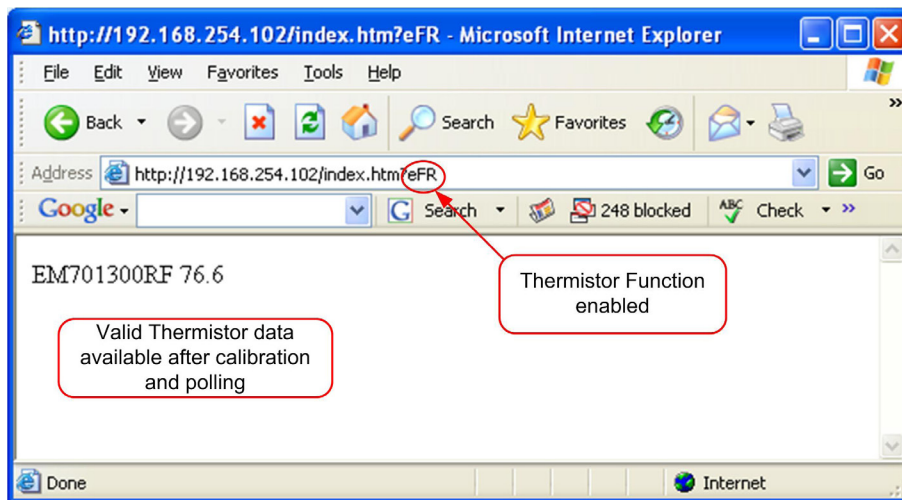 http://192.168.254.102/index.htm?eFR - Microsoft Internet Explorer
File Edit View Favorites Tools Help
Back Search Favorites »
Address http://192.168.254.102/index.htm?eFR Go
Google G Search 248 blocked ABC Check »
EM701300RF 76.6
Thermistor Function
enabled
Valid Thermistor data
available after calibration
and polling
Done Internet